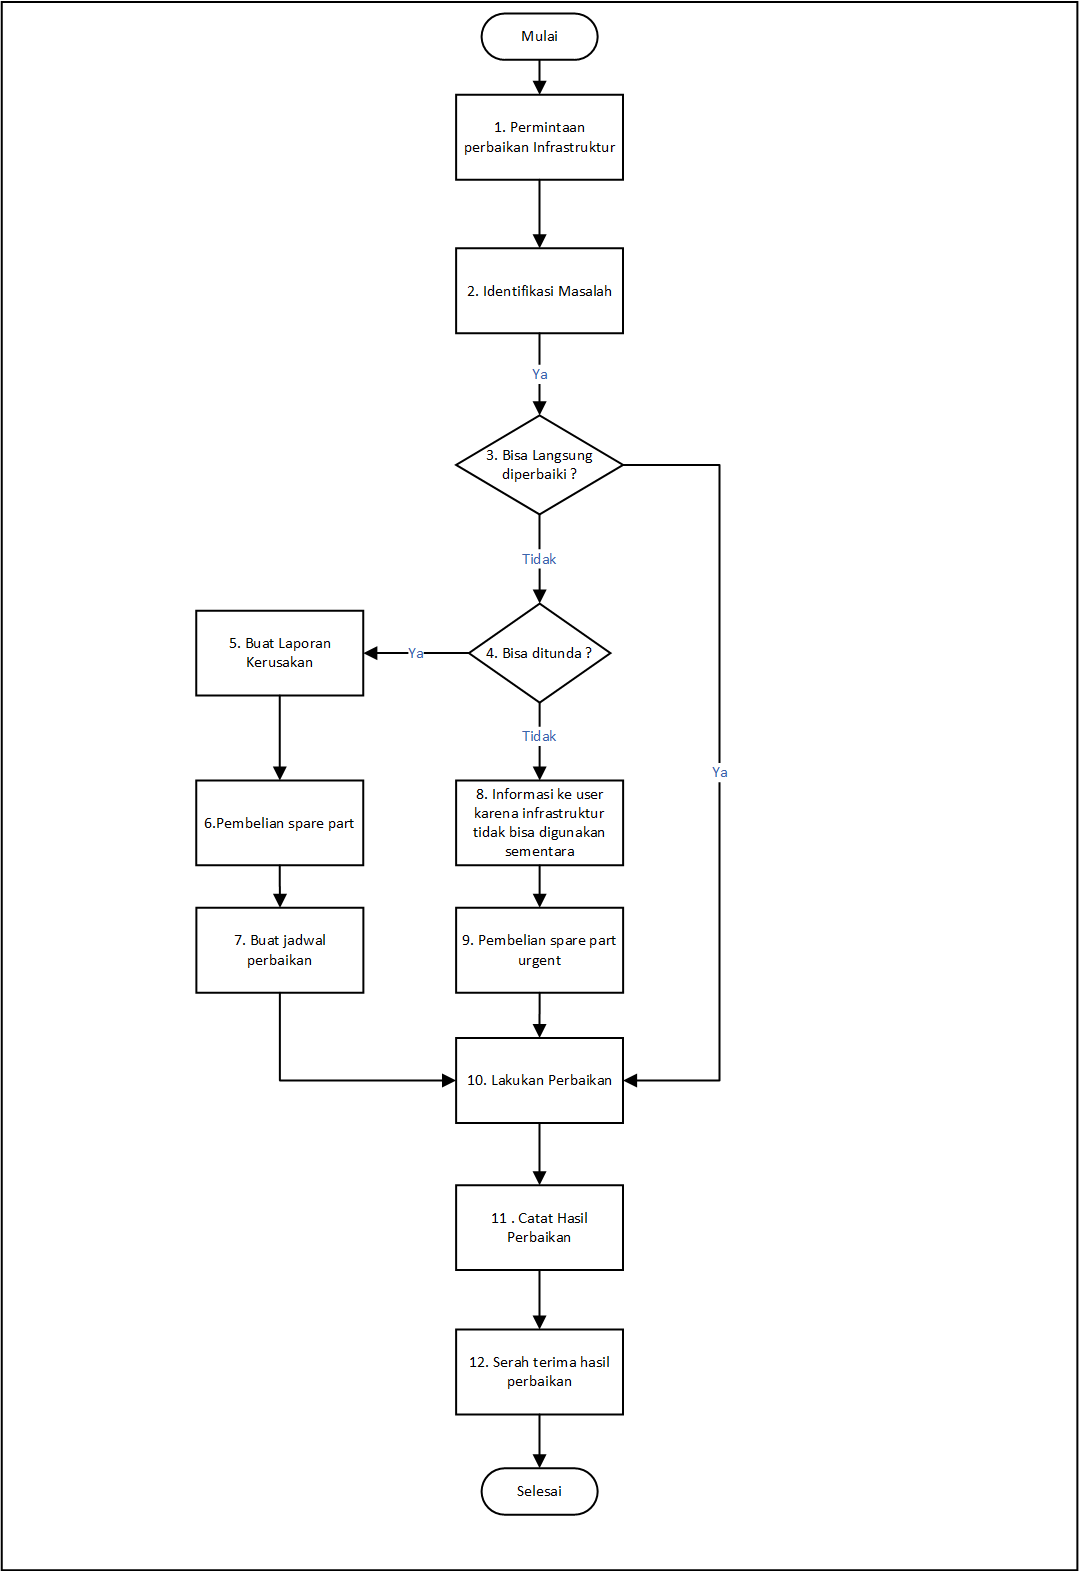 Mulai
1. Permintaan
perbaikan Infrastruktur
2. Identifikasi Masalah
Ya
3. Bisa Langsung
diperbaiki ?
Tidak
5. Buat Laporan
Kerusakan
Ya
4. Bisa ditunda ?
Tidak
Ya
6.Pembelian spare part
8. Informasi ke user
karena infrastruktur
tidak bisa digunakan
sementara
7. Buat jadwal
perbaikan
9. Pembelian spare part
urgent
10. Lakukan Perbaikan
11 . Catat Hasil
Perbaikan
12. Serah terima hasil
perbaikan
Selesai